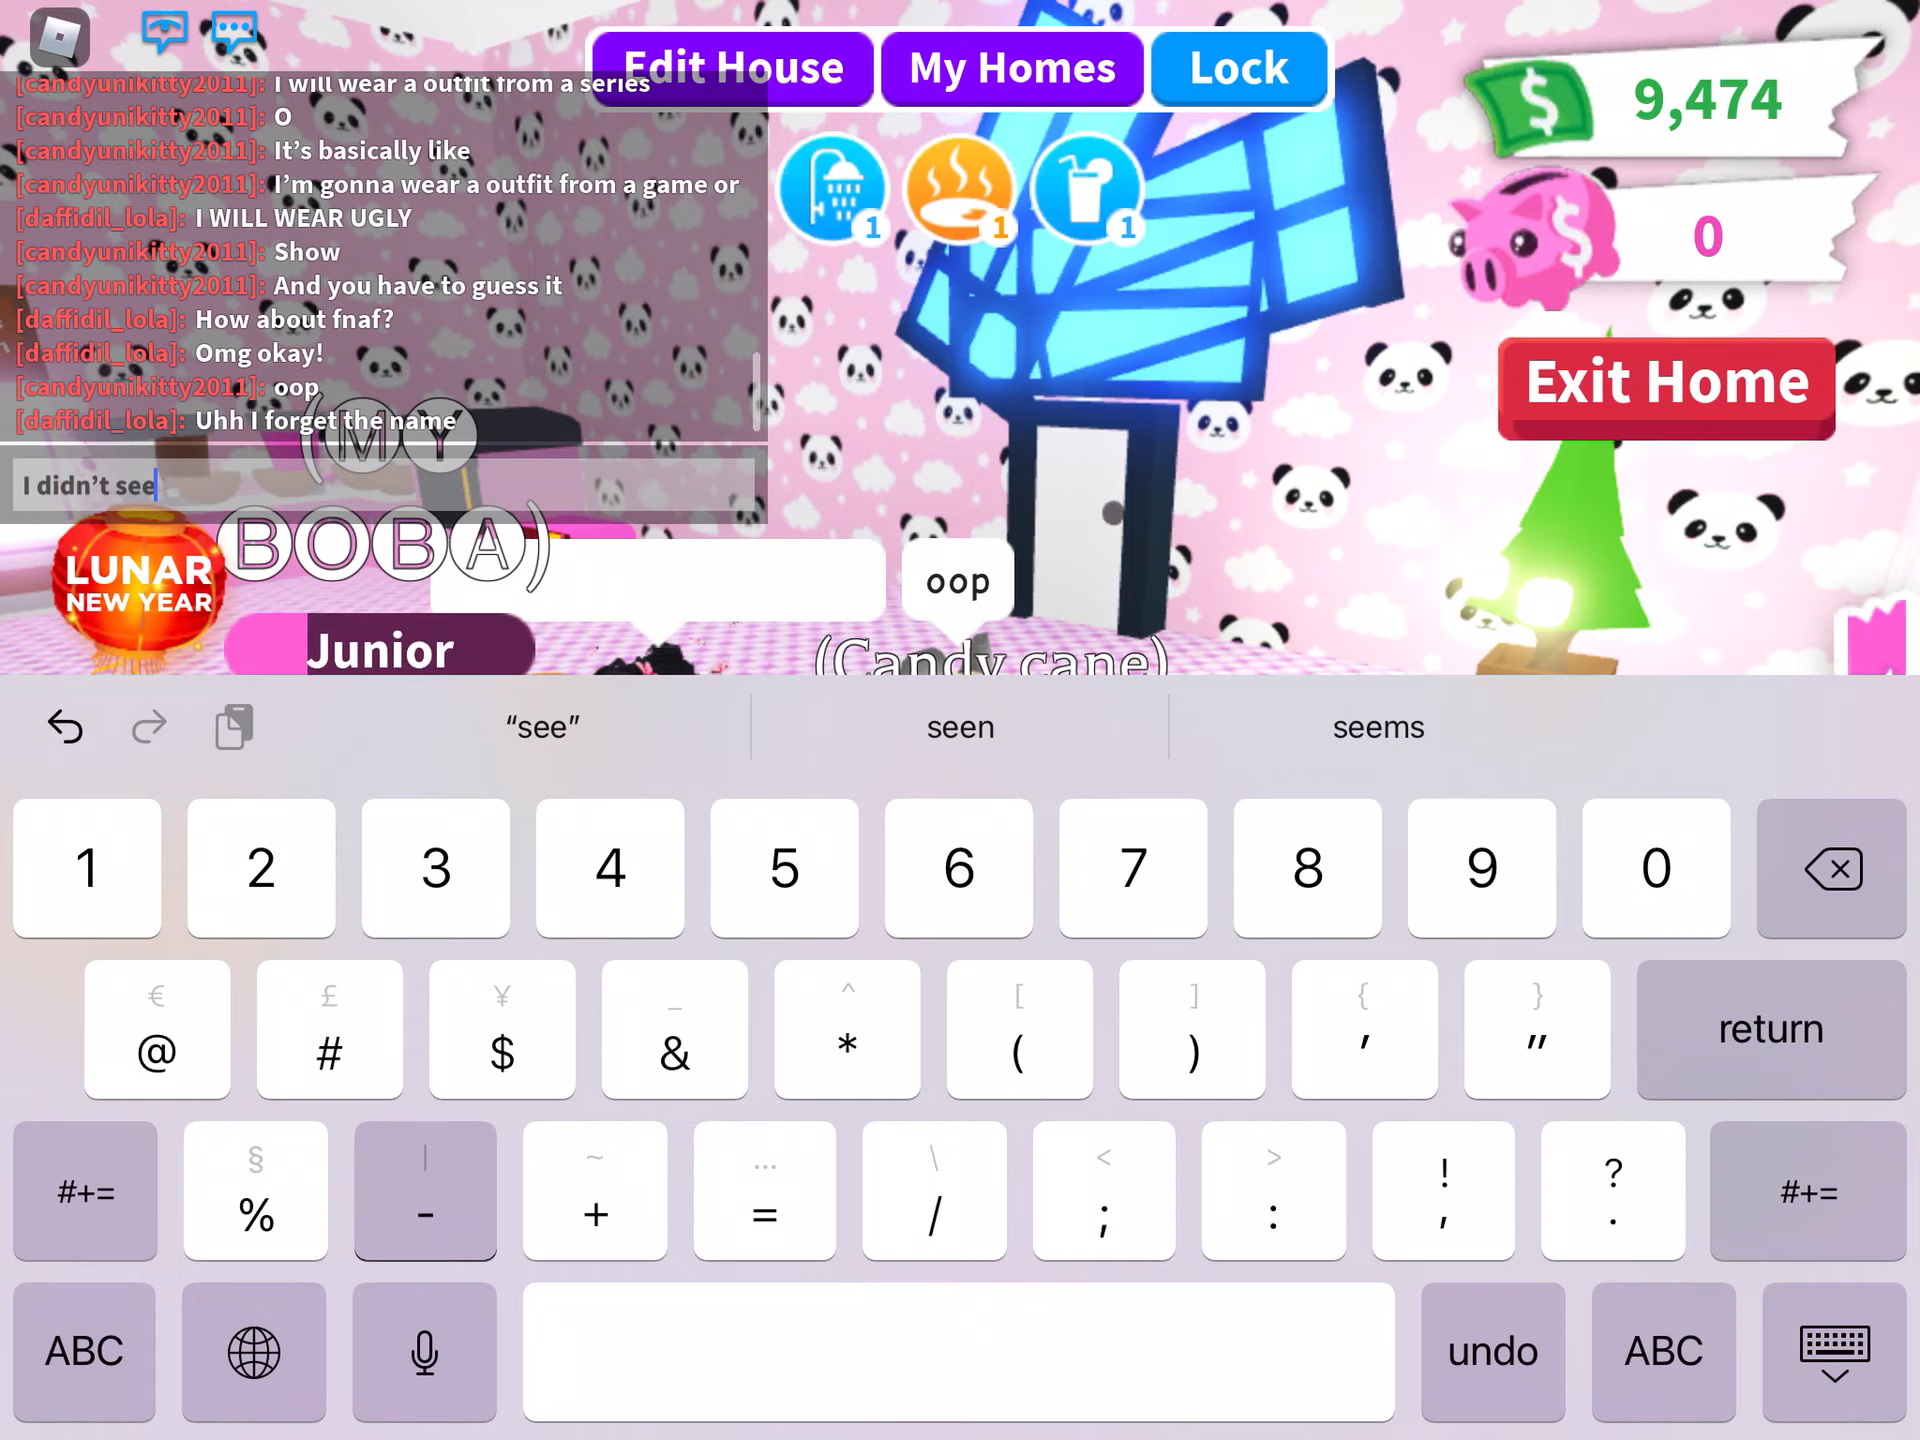 Edit House
My Homes
Lock
9,474
[candyunikitty2011]: I will wear a outfit from a series
[candyunikitty2011]: O
[candyunikitty2011]: It's basically like
[candyunikitty2011]: I'm gonna wear a outfit from a game or
[daffidil_lola]: I WILL WEAR UGLY
[candyunikitty2011]: Show
[candyunikitty2011]: And you have to guess it
[daffidil_lola]: How about fnaf?
[daffidil_lola]: Omg okay!
[candyunikitty2011]: oop
[daffidil_lola]: Uhh I forget the name
1
1
1
0
Exit Home
(MY
BOBA)
I didn't see
LUNAR
NEW YEAR
oop
Junior
(Candy cane)
“see”
seen
seems
1 2 3 4 5 6 7 8 9 0
€ £ ¥ _ ^ [ ] { }
@ # $ & * ( ) ' "
return
§ | ~ … \ < > ! ?
#+= % - + = / ; : , . #+=
ABC
undo
ABC